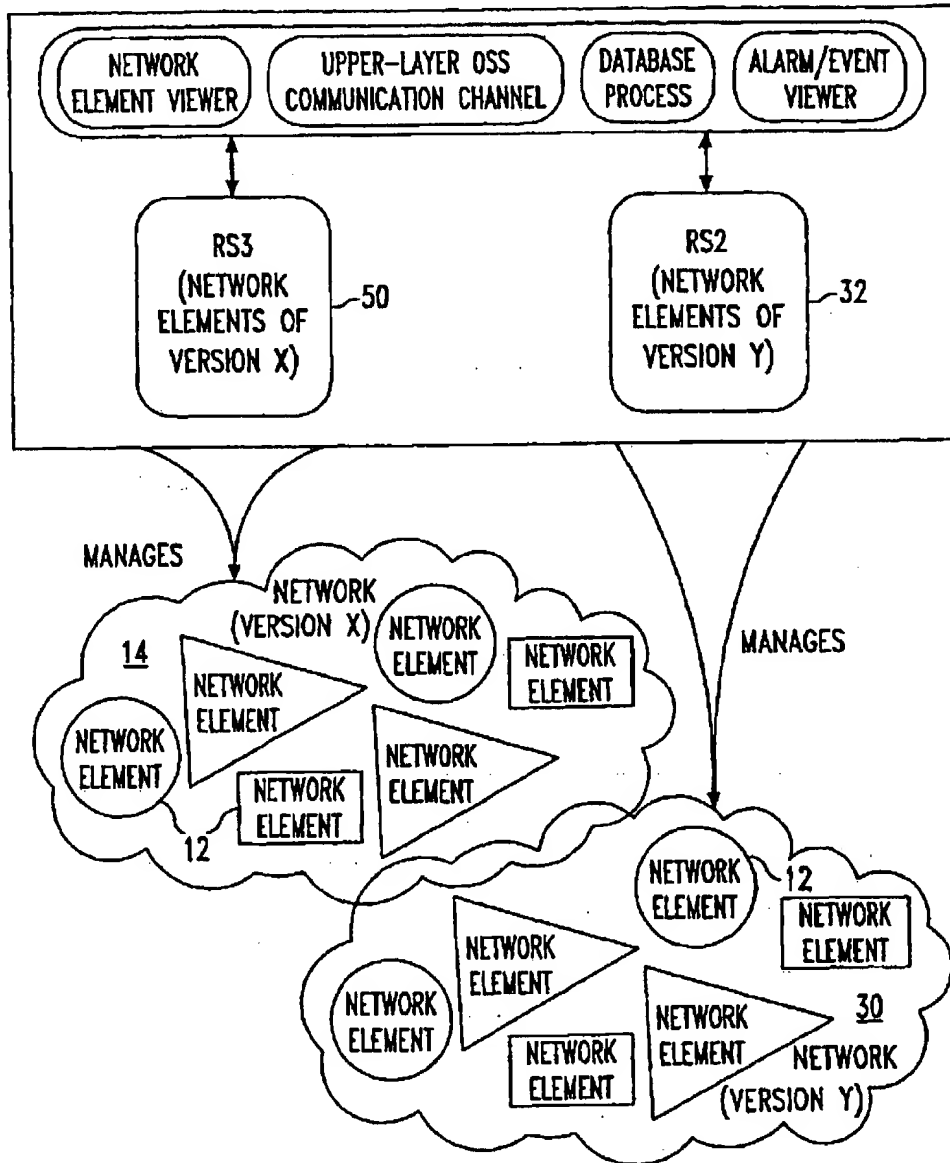 NETWORK
ELEMENT VIEWER
UPPER-LAYER OSS
COMMUNICATION CHANNEL
DATABASE
PROCESS
ALARM/EVENT
VIEWER
RS3
(NETWORK
ELEMENTS OF
VERSION X)
50
RS2
(NETWORK
ELEMENTS OF
VERSION Y)
32
MANAGES
MANAGES
NETWORK
(VERSION X)
14
NETWORK
ELEMENT
NETWORK
ELEMENT
NETWORK
ELEMENT
NETWORK
ELEMENT
NETWORK
ELEMENT
NETWORK
ELEMENT
12
NETWORK
ELEMENT
12
NETWORK
ELEMENT
NETWORK
ELEMENT
NETWORK
ELEMENT
NETWORK
ELEMENT
NETWORK
ELEMENT
30
NETWORK
(VERSION Y)